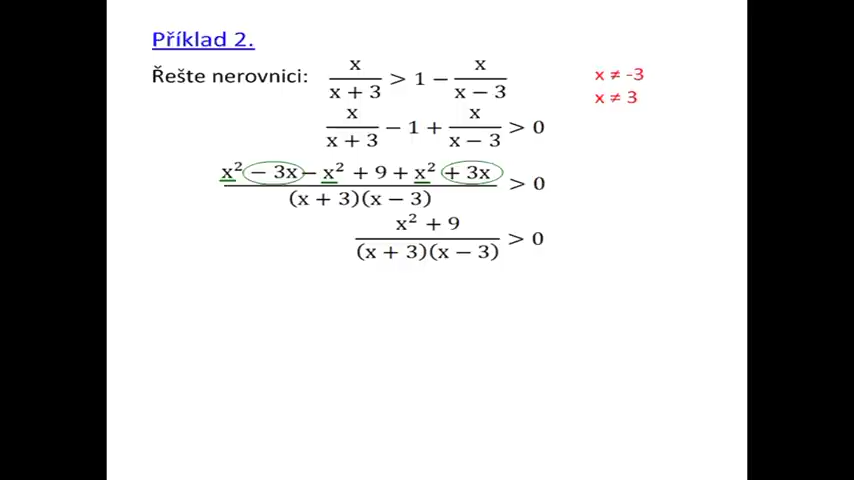 Příklad 2.
Řešte nerovnici: x/(x + 3) > 1 − x/(x − 3) x ≠ -3
x ≠ 3
x/(x + 3) − 1 + x/(x − 3) > 0
(x² − 3x − x² + 9 + x² + 3x)/((x + 3)(x − 3)) > 0
(x² + 9)/((x + 3)(x − 3)) > 0